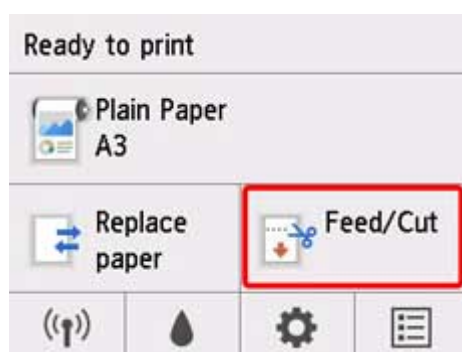 Ready to print
Plain Paper
A3
Replace
paper
Feed/Cut